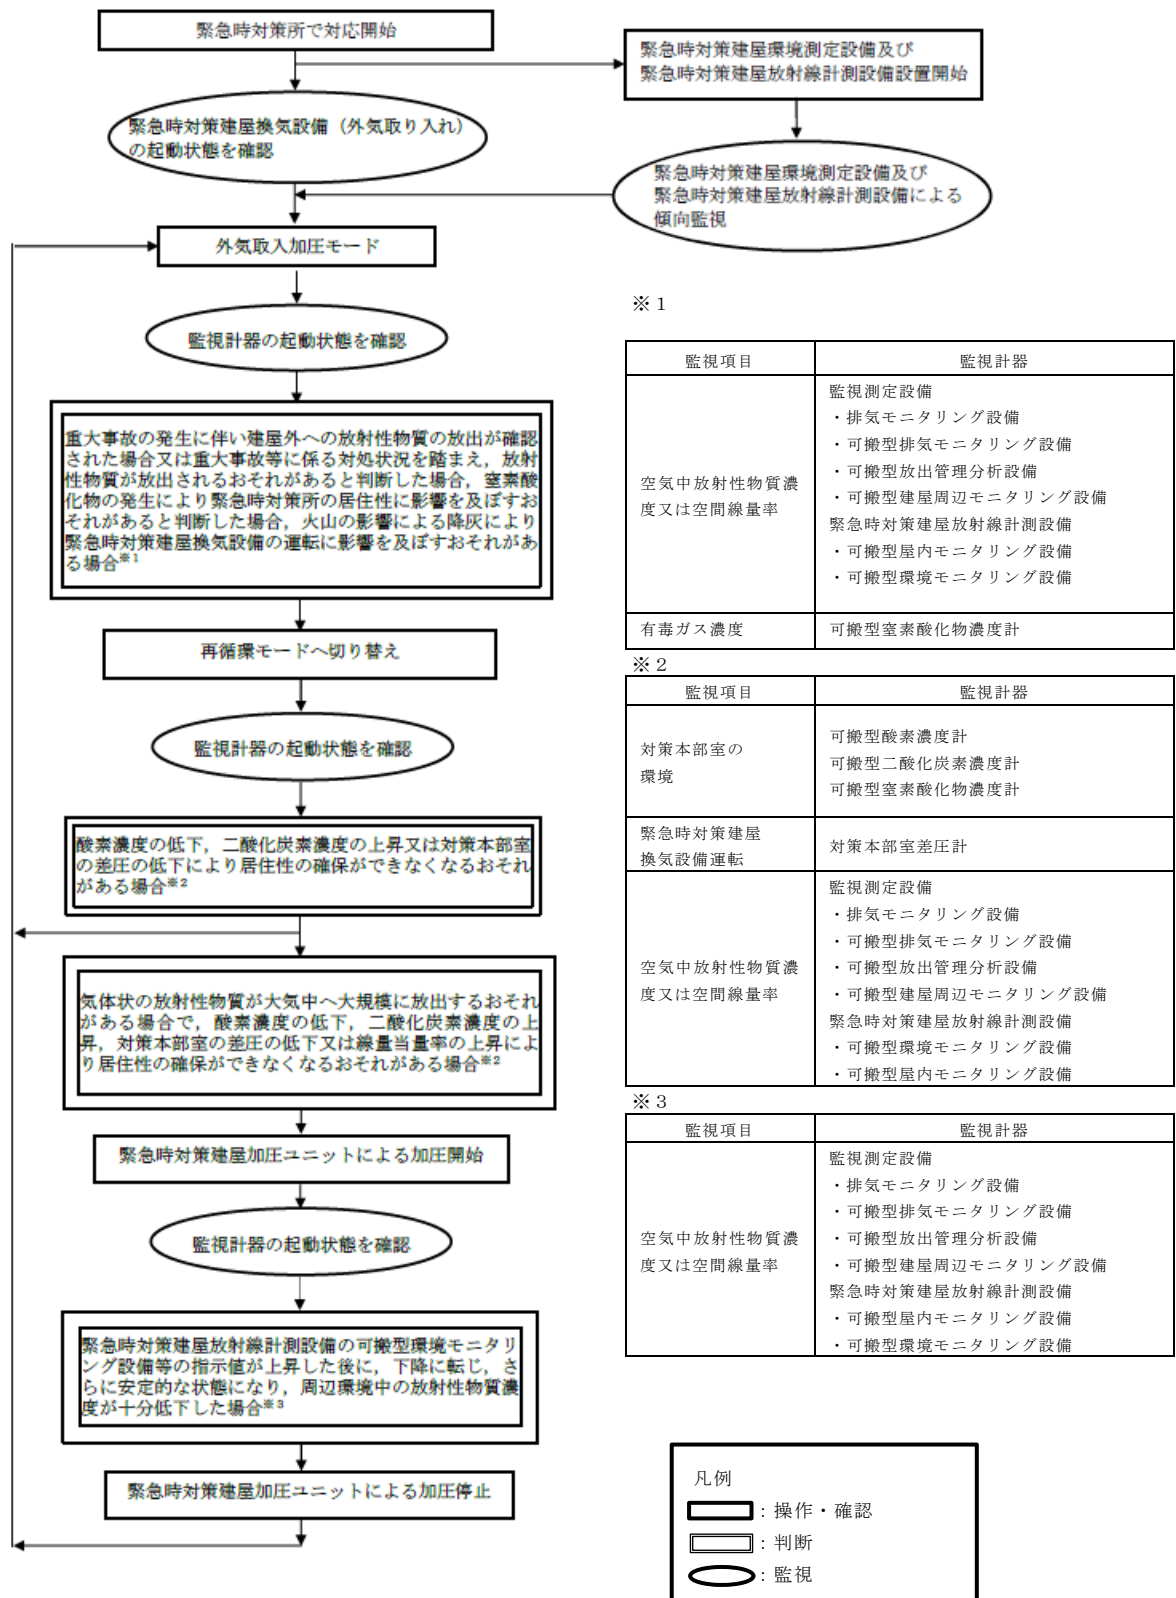 緊急時対策所で対応開始
緊急時対策建屋環境測定設備及び
緊急時対策建屋放射線計測設備設置開始
緊急時対策建屋換気設備（外気取り入れ）
の起動状態を確認
緊急時対策建屋環境測定設備及び
緊急時対策建屋放射線計測設備による
傾向監視
外気取入加圧モード
監視計器の起動状態を確認
重大事故の発生に伴い建屋外への放射性物質の放出が確認
された場合又は重大事故等に係る対処状況を踏まえ，放射
性物質が放出されるおそれがあると判断した場合，窒素酸
化物の発生により緊急時対策所の居住性に影響を及ぼすお
それがあると判断した場合，火山の影響による降灰により
緊急時対策建屋換気設備の運転に影響を及ぼすおそれがあ
る場合※1
再循環モードへ切り替え
監視計器の起動状態を確認
酸素濃度の低下，二酸化炭素濃度の上昇又は対策本部室
の差圧の低下により居住性の確保ができなくなるおそれ
がある場合※2
気体状の放射性物質が大気中へ大規模に放出するおそれ
がある場合で，酸素濃度の低下，二酸化炭素濃度の上
昇，対策本部室の差圧の低下又は線量当量率の上昇によ
り居住性の確保ができなくなるおそれがある場合※2
緊急時対策建屋加圧ユニットによる加圧開始
監視計器の起動状態を確認
緊急時対策建屋放射線計測設備の可搬型環境モニタリ
ング設備等の指示値が上昇した後に，下降に転じ，さ
らに安定的な状態になり，周辺環境中の放射性物質濃
度が十分低下した場合※3
緊急時対策建屋加圧ユニットによる加圧停止
※１
監視項目
監視計器
空気中放射性物質濃
度又は空間線量率
監視測定設備
・排気モニタリング設備
・可搬型排気モニタリング設備
・可搬型放出管理分析設備
・可搬型建屋周辺モニタリング設備
緊急時対策建屋放射線計測設備
・可搬型屋内モニタリング設備
・可搬型環境モニタリング設備
有毒ガス濃度
可搬型窒素酸化物濃度計
※２
監視項目
監視計器
対策本部室の
環境
可搬型酸素濃度計
可搬型二酸化炭素濃度計
可搬型窒素酸化物濃度計
緊急時対策建屋
換気設備運転
対策本部室差圧計
空気中放射性物質濃
度又は空間線量率
監視測定設備
・排気モニタリング設備
・可搬型排気モニタリング設備
・可搬型放出管理分析設備
・可搬型建屋周辺モニタリング設備
緊急時対策建屋放射線計測設備
・可搬型環境モニタリング設備
・可搬型屋内モニタリング設備
※３
監視項目
監視計器
空気中放射性物質濃
度又は空間線量率
監視測定設備
・排気モニタリング設備
・可搬型排気モニタリング設備
・可搬型放出管理分析設備
・可搬型建屋周辺モニタリング設備
緊急時対策建屋放射線計測設備
・可搬型屋内モニタリング設備
・可搬型環境モニタリング設備
凡例
：操作・確認
：判断
：監視